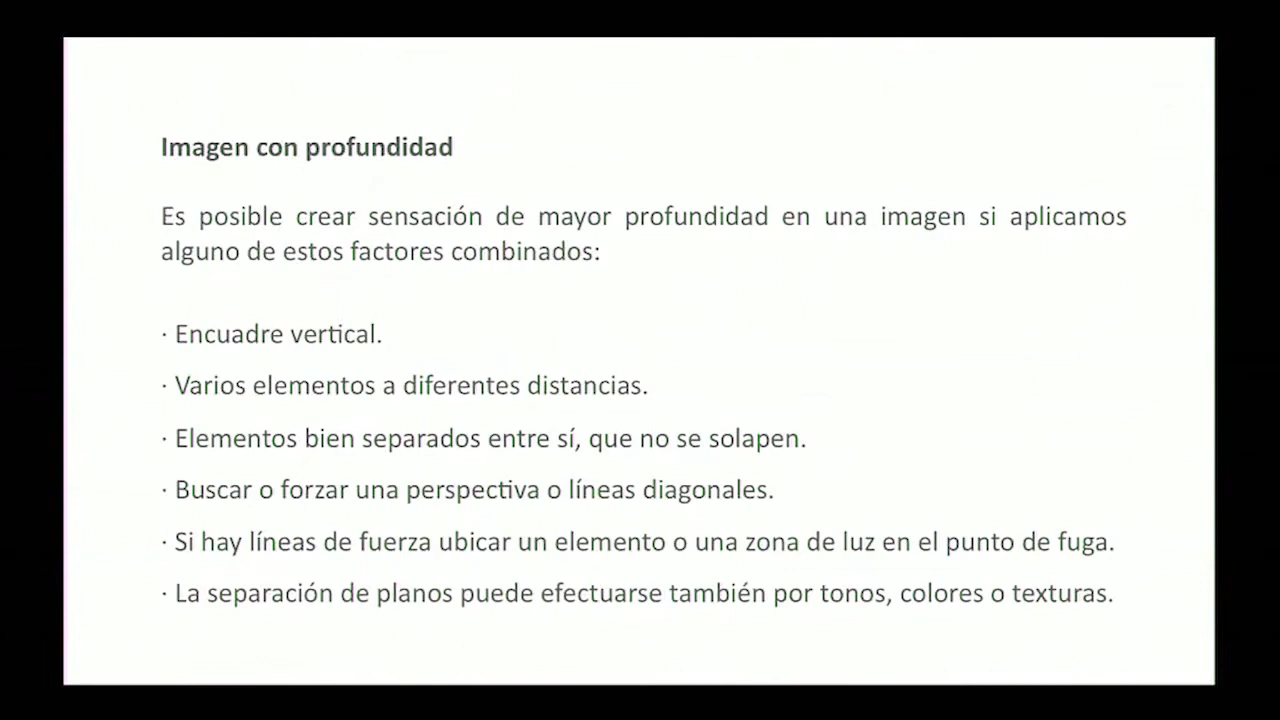 Imagen con profundidad
Es posible crear sensación de mayor profundidad en una imagen si aplicamos
alguno de estos factores combinados:
· Encuadre vertical.
· Varios elementos a diferentes distancias.
· Elementos bien separados entre sí, que no se solapen.
· Buscar o forzar una perspectiva o líneas diagonales.
· Si hay líneas de fuerza ubicar un elemento o una zona de luz en el punto de fuga.
· La separación de planos puede efectuarse también por tonos, colores o texturas.